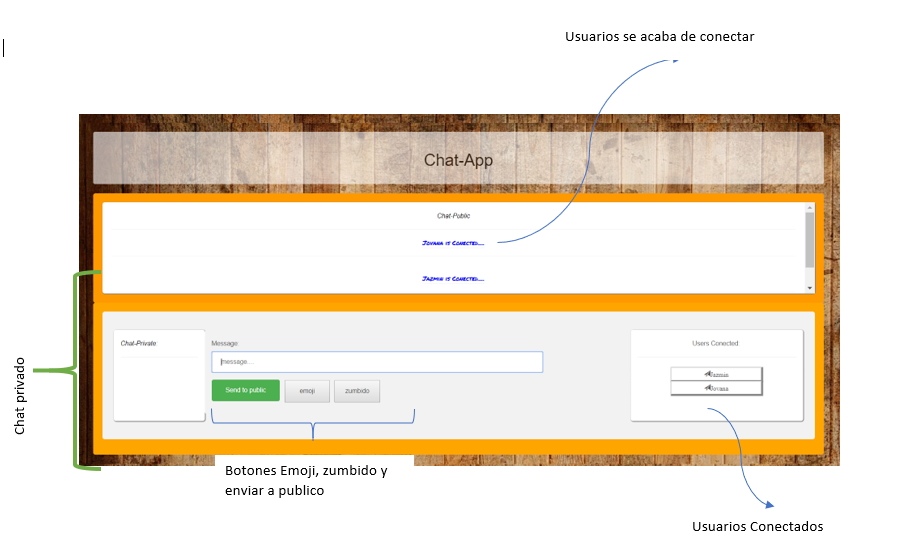 Usuarios se acaba de conectar
Chat-App
Chat-Public
Jovana is Conected....
Jazmin is Conected....
Chat privado
Chat-Private
Message
message...
Send to public
emoji
zumbido
Users Conected
Jazmin
Jovana
Botones Emoji, zumbido y
enviar a publico
Usuarios Conectados